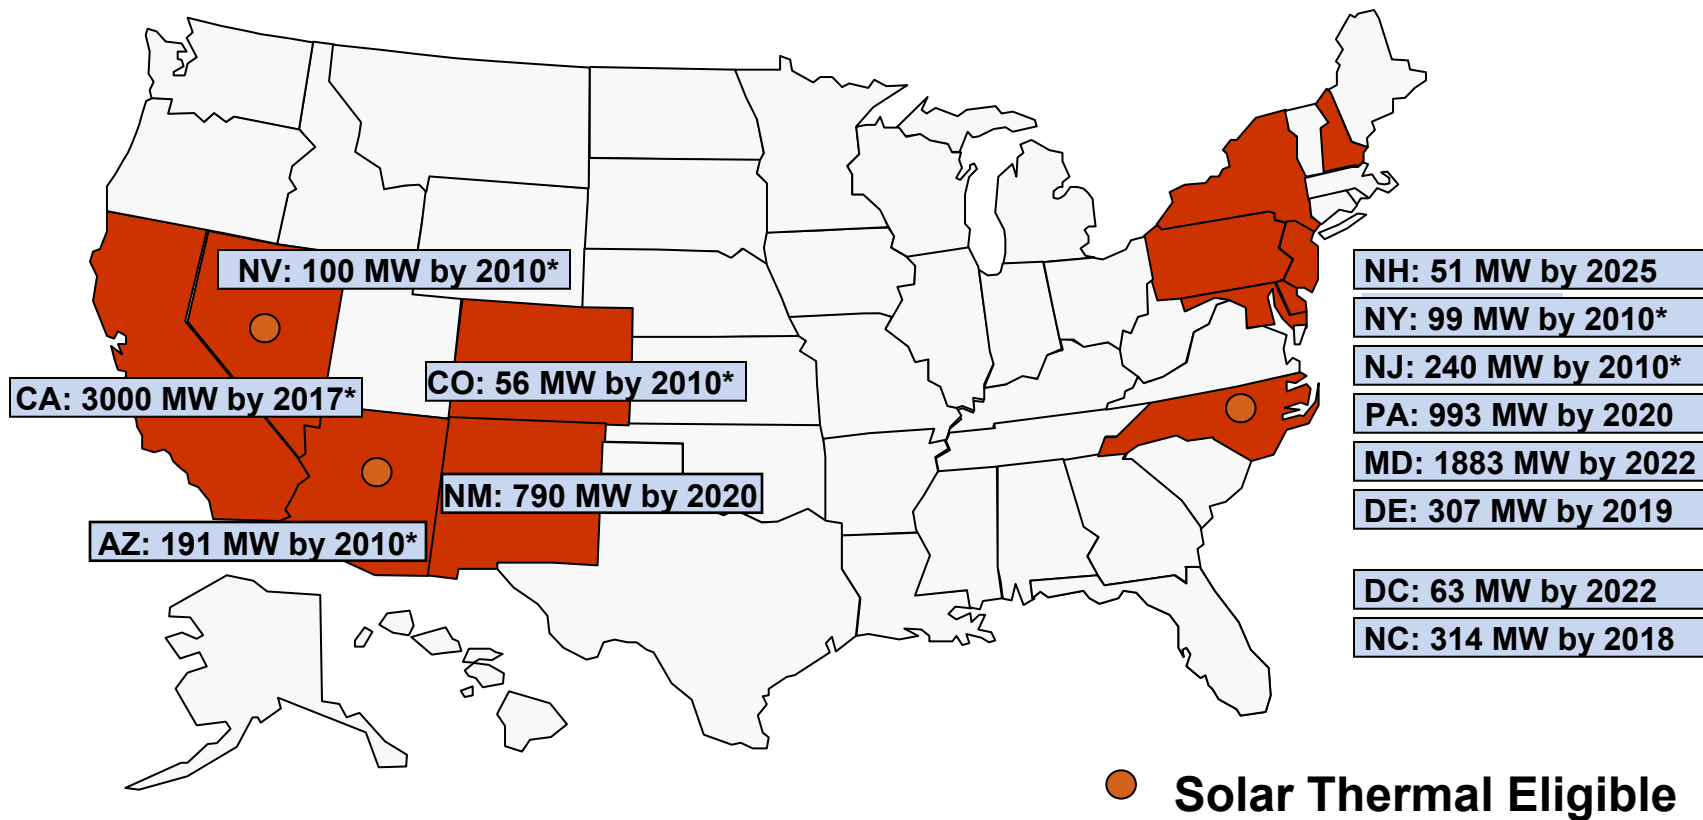 NV: 100 MW by 2010*
CA: 3000 MW by 2017*
CO: 56 MW by 2010*
NM: 790 MW by 2020
AZ: 191 MW by 2010*
NH: 51 MW by 2025
NY: 99 MW by 2010*
NJ: 240 MW by 2010*
PA: 993 MW by 2020
MD: 1883 MW by 2022
DE: 307 MW by 2019
DC: 63 MW by 2022
NC: 314 MW by 2018
Solar Thermal Eligible